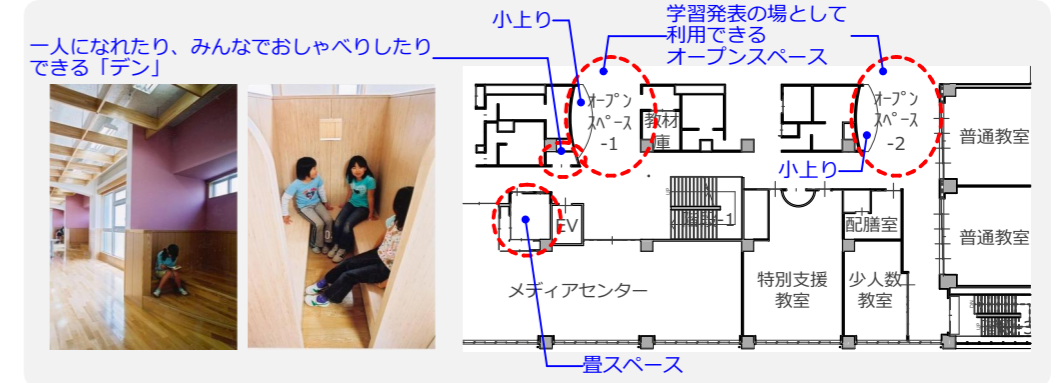 小上り
学習発表の場として
利用できる
オープンスペース
一人になれたり、みんなでおしゃべりしたり
できる「デン」
オープン
スペース
-1
教材
庫
オープン
スペース
-2
普通教室
小上り
EV
階段-1
配膳室
普通教室
メディアセンター
特別支援
教室
少人数
教室
畳スペース